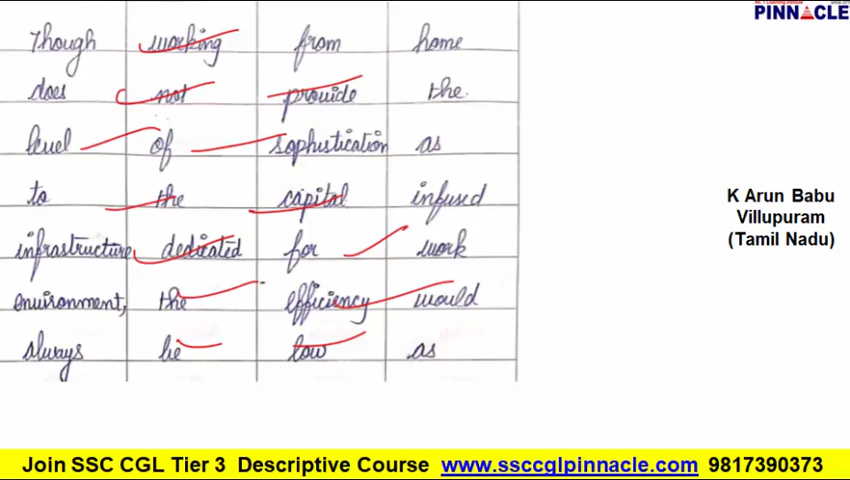 PINNACLE
Though working from home
does not provide the
level of sophistication as
to the capital infused
infrastructure dedicated for work
environment, the efficiency would
always be low as
K Arun Babu
Villupuram
(Tamil Nadu)
Join SSC CGL Tier 3 Descriptive Course www.ssccglpinnacle.com 9817390373